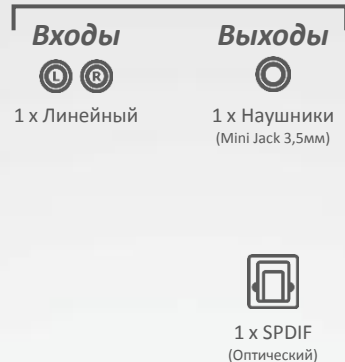 Входы
Выходы
L R
1 x Линейный
1 x Наушники
(Mini Jack 3,5мм)
1 x SPDIF
(Оптический)